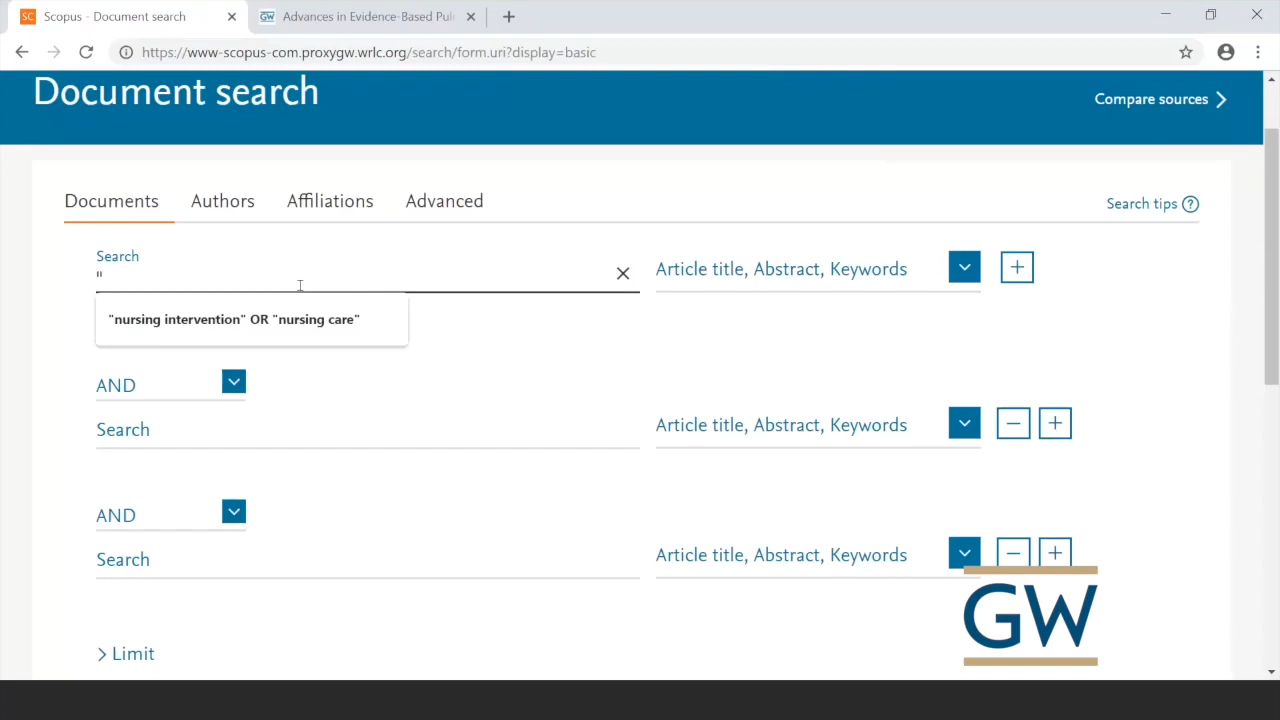 SC Scopus - Document search
GW Advances in Evidence-Based Pul
https://www-scopus-com.proxygw.wrlc.org/search/form.uri?display=basic
Document search
Compare sources
Documents Authors Affiliations Advanced
Search tips ?
Search
"
Article title, Abstract, Keywords
"nursing intervention" OR "nursing care"
AND
Search
Article title, Abstract, Keywords
AND
Search
Article title, Abstract, Keywords
GW
Limit